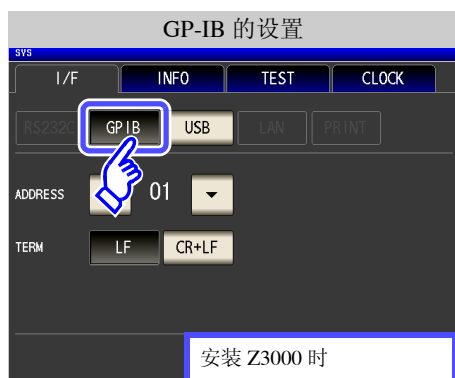 GP-IB 的设置
SYS
I/F INFO TEST CLOCK
RS232C GPIB USB LAN PRINT
ADDRESS 01
TERM LF CR+LF
安装 Z3000 时